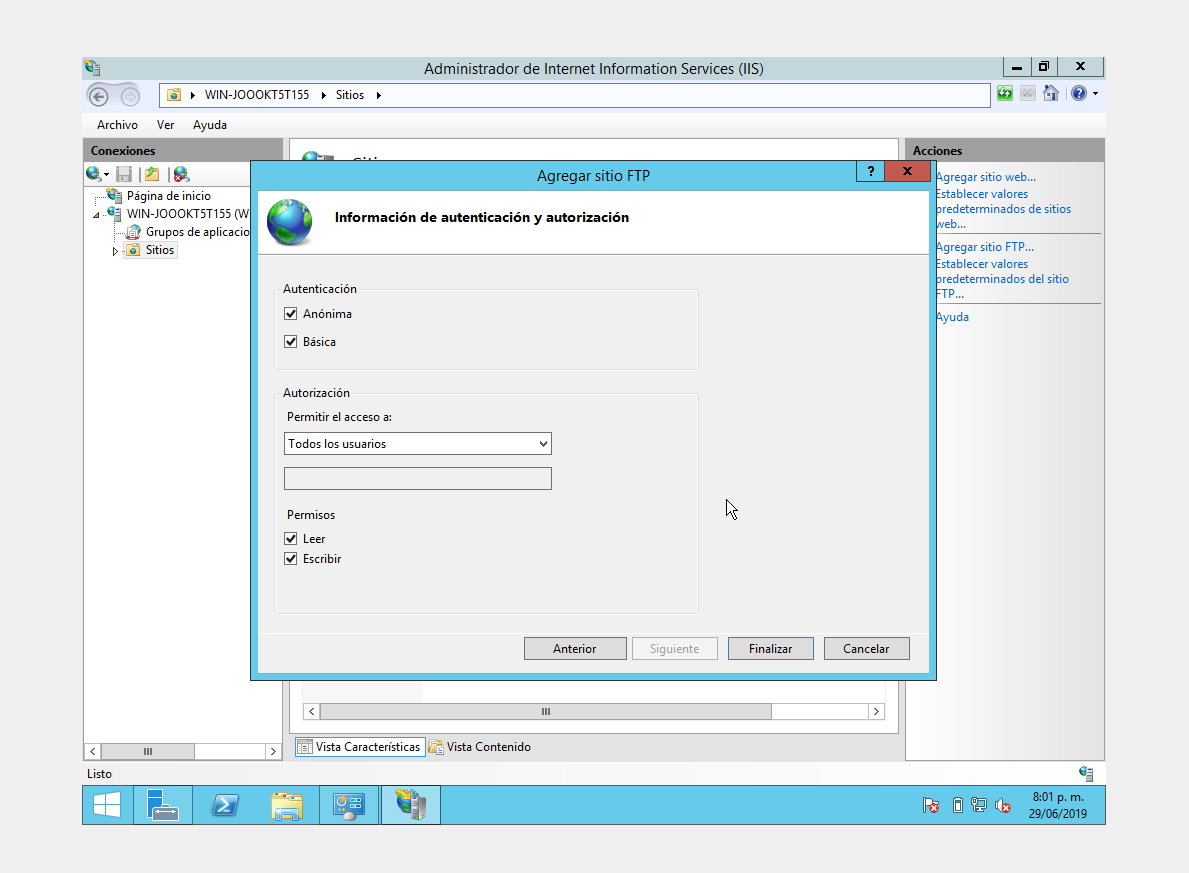 Administrador de Internet Information Services (IIS)
WIN-JOOOKT5T155
Sitios
Archivo
Ver
Ayuda
Conexiones
Página de inicio
WIN-JOOOKT5T155 (W
Grupos de aplicacio
Sitios
Agregar sitio FTP
?
Información de autenticación y autorización
Autenticación
Anónima
Básica
Autorización
Permitir el acceso a:
Todos los usuarios
Permisos
Leer
Escribir
Anterior
Siguiente
Finalizar
Cancelar
Acciones
Agregar sitio web...
Establecer valores
predeterminados de sitios
web...
Agregar sitio FTP...
Establecer valores
predeterminados del sitio
FTP...
Ayuda
Vista Características
Vista Contenido
Listo
8:01 p. m.
29/06/2019